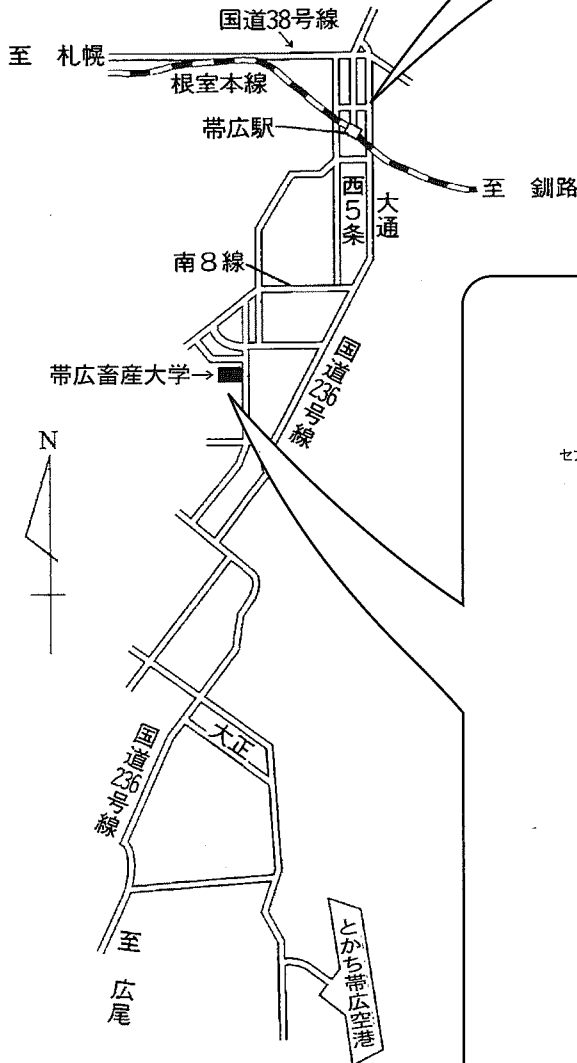 国道38号線
至 札幌
根室本線
帯広駅
至 釧路
西5条
大通
南8線
国道236号線
帯広畜産大学→
N
大正
国道236号線
至 広尾
とかち帯広空港